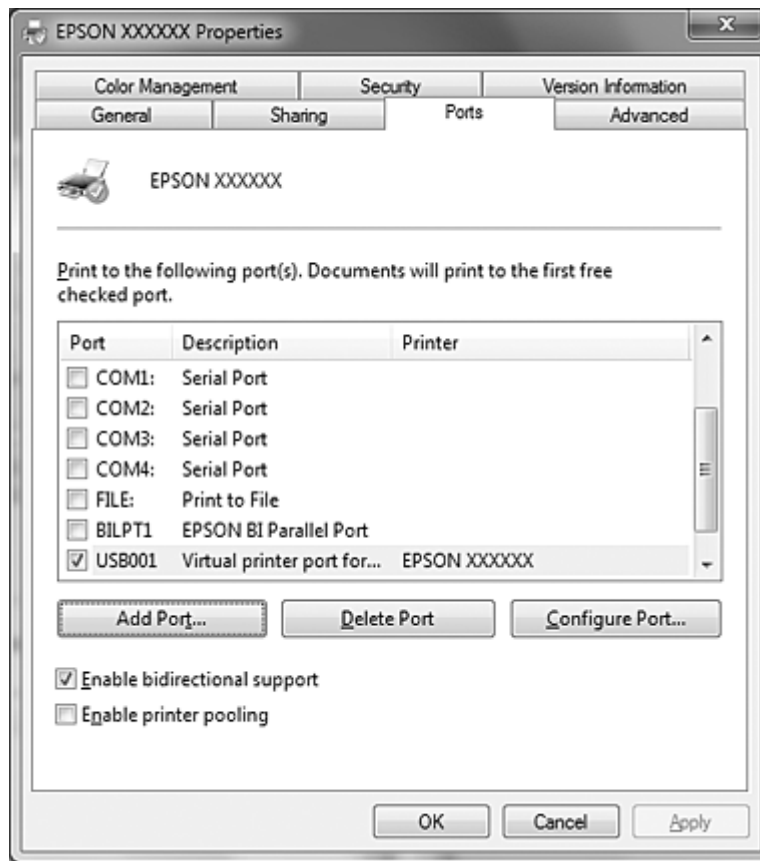 EPSON XXXXXX Properties
x
Color Management Security Version Information
General Sharing Ports Advanced
EPSON XXXXXX
Print to the following port(s). Documents will print to the first free
checked port.
Port Description Printer
COM1: Serial Port
COM2: Serial Port
COM3: Serial Port
COM4: Serial Port
FILE: Print to File
BILPT1 EPSON BI Parallel Port
USB001 Virtual printer port for... EPSON XXXXXX
Add Port... Delete Port Configure Port...
Enable bidirectional support
Enable printer pooling
OK Cancel Apply